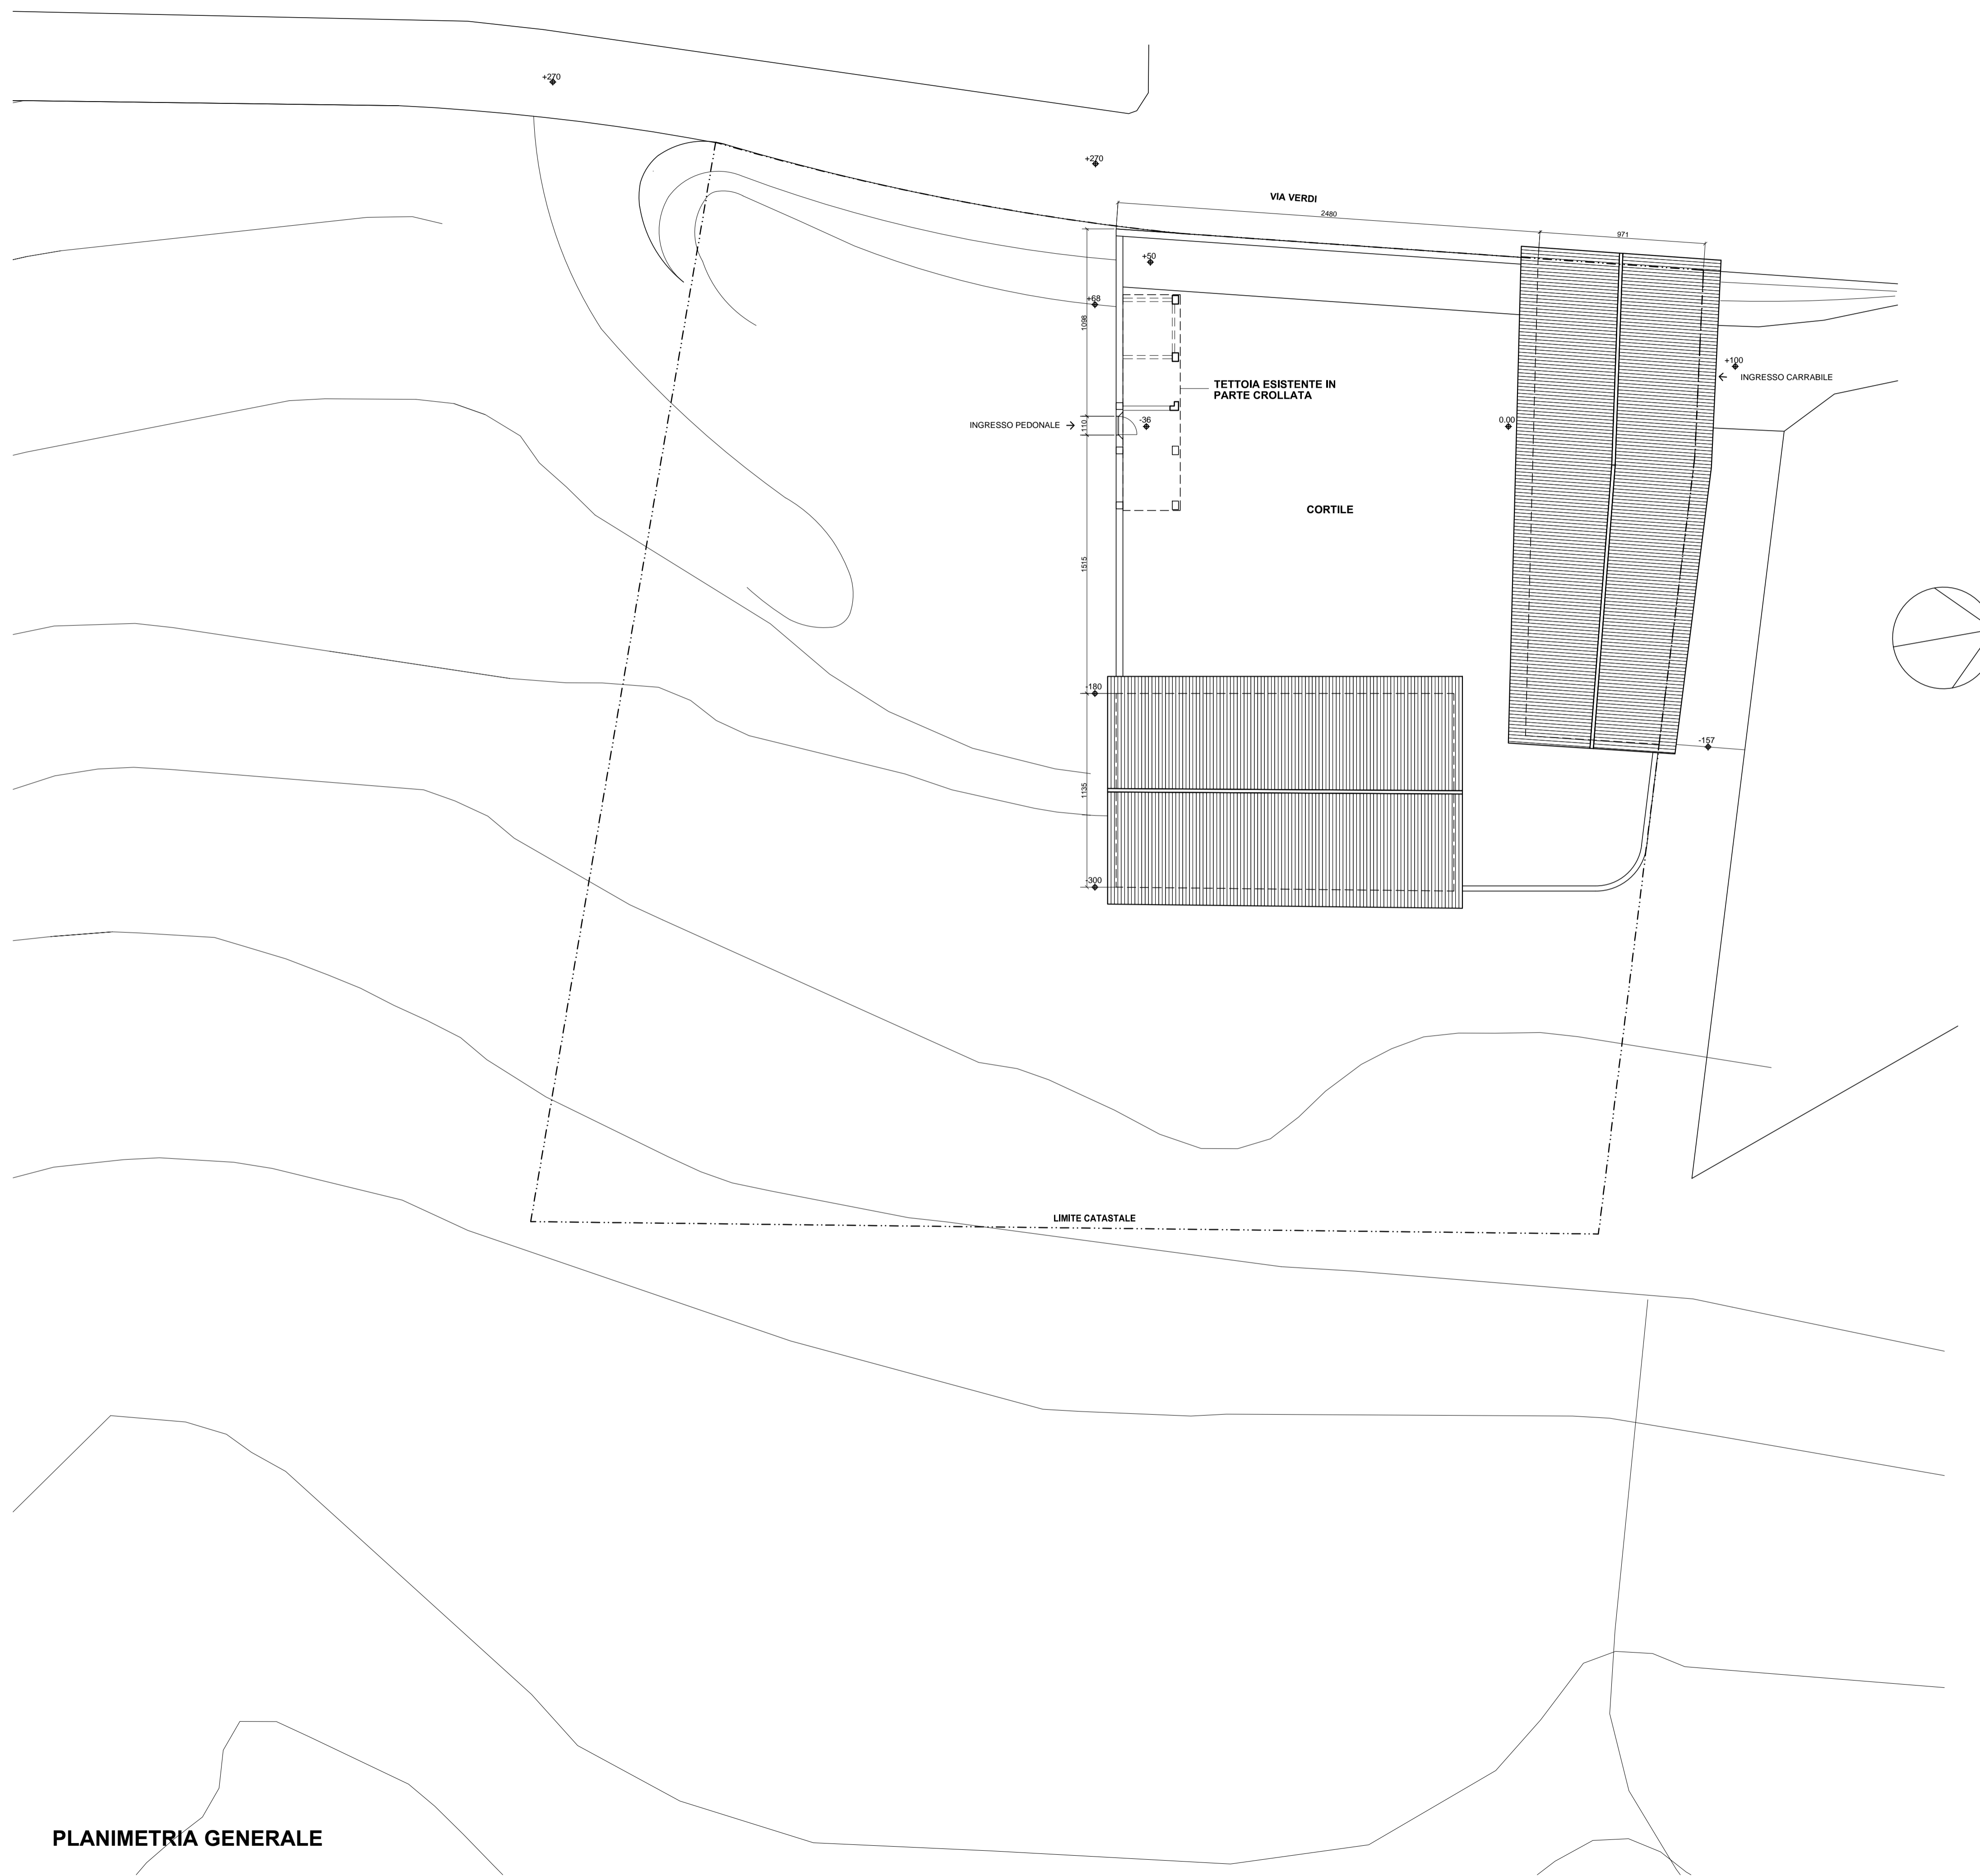 +270
+270
VIA VERDI
2480
971
+50
+68
1098
+100
INGRESSO CARRABILE
TETTOIA ESISTENTE IN
PARTE CROLLATA
INGRESSO PEDONALE
110
-36
0.00
CORTILE
1515
-180
-157
1135
-300
LIMITE CATASTALE
PLANIMETRIA GENERALE